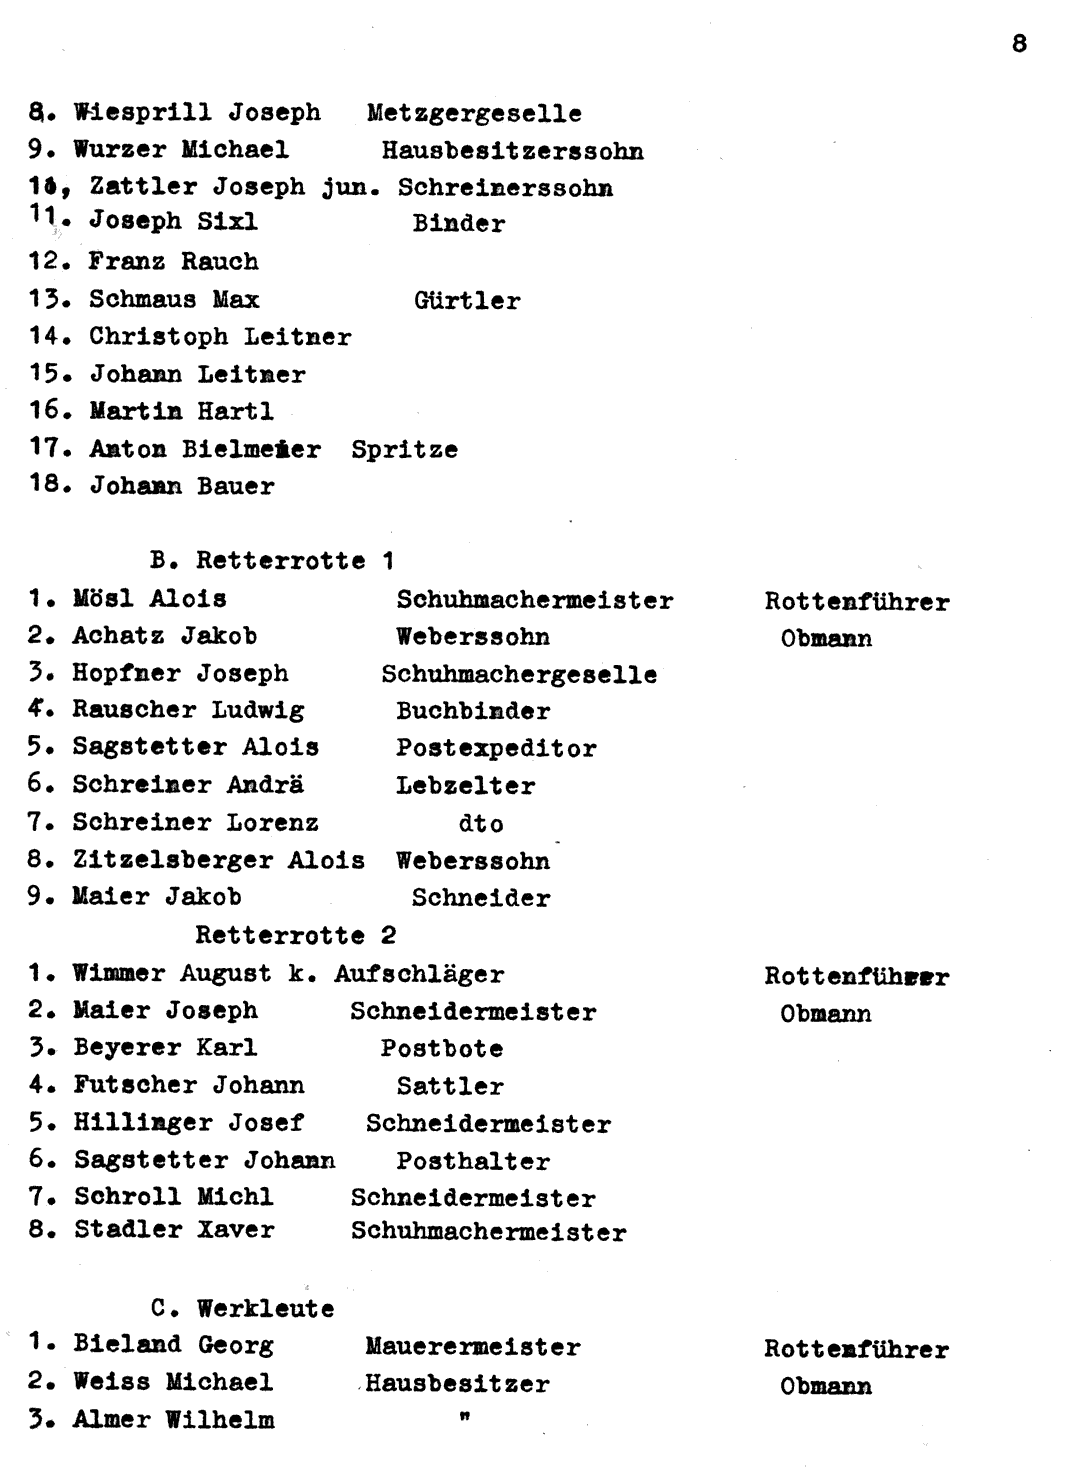 8
8. Wiesprill Joseph Metzgergeselle
9. Wurzer Michael Hausbesitzerssohn
10, Zattler Joseph jun. Schreinerssohn
11. Joseph Sixl Binder
12. Franz Rauch
13. Schmaus Max Gürtler
14. Christoph Leitner
15. Johann Leitner
16. Martin Hartl
17. Anton Bielmeier Spritze
18. Johann Bauer
B. Retterrotte 1
1. Mösl Alois Schuhmachermeister Rottenführer
2. Achatz Jakob Weberssohn Obmann
3. Hopfner Joseph Schuhmachergeselle
4. Rauscher Ludwig Buchbinder
5. Sagstetter Alois Postexpeditor
6. Schreiner Andrä Lebzelter
7. Schreiner Lorenz dto
8. Zitzelsberger Alois Weberssohn
9. Maier Jakob Schneider
Retterrotte 2
1. Wimmer August k. Aufschläger Rottenführer
2. Maier Joseph Schneidermeister Obmann
3. Beyerer Karl Postbote
4. Futscher Johann Sattler
5. Hillinger Josef Schneidermeister
6. Sagstetter Johann Posthalter
7. Schroll Michl Schneidermeister
8. Stadler Xaver Schuhmachermeister
C. Werkleute
1. Bieland Georg Mauerermeister Rottenführer
2. Weiss Michael Hausbesitzer Obmann
3. Almer Wilhelm "